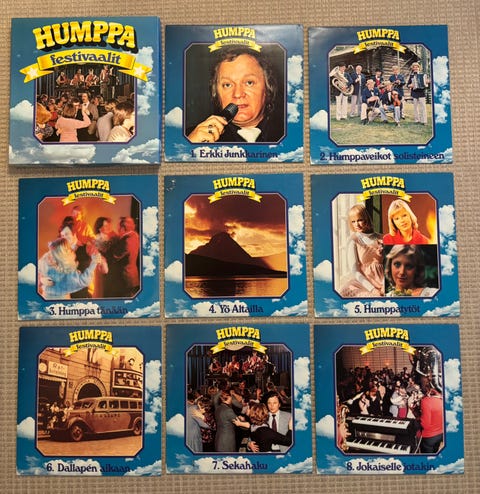 HUMPPA
festivaalit
HUMPPA
festivaalit
1. Erkki Junkkarinen
HUMPPA
festivaalit
2. Humppaveikot solisteineen
HUMPPA
festivaalit
3. Humppa tänään
HUMPPA
festivaalit
4. Yö Altailla
HUMPPA
festivaalit
5. Humppatytöt
HUMPPA
festivaalit
6. Dallapén aikaan
HUMPPA
festivaalit
7. Sekahaku
HUMPPA
festivaalit
8. Jokaiselle jotakin